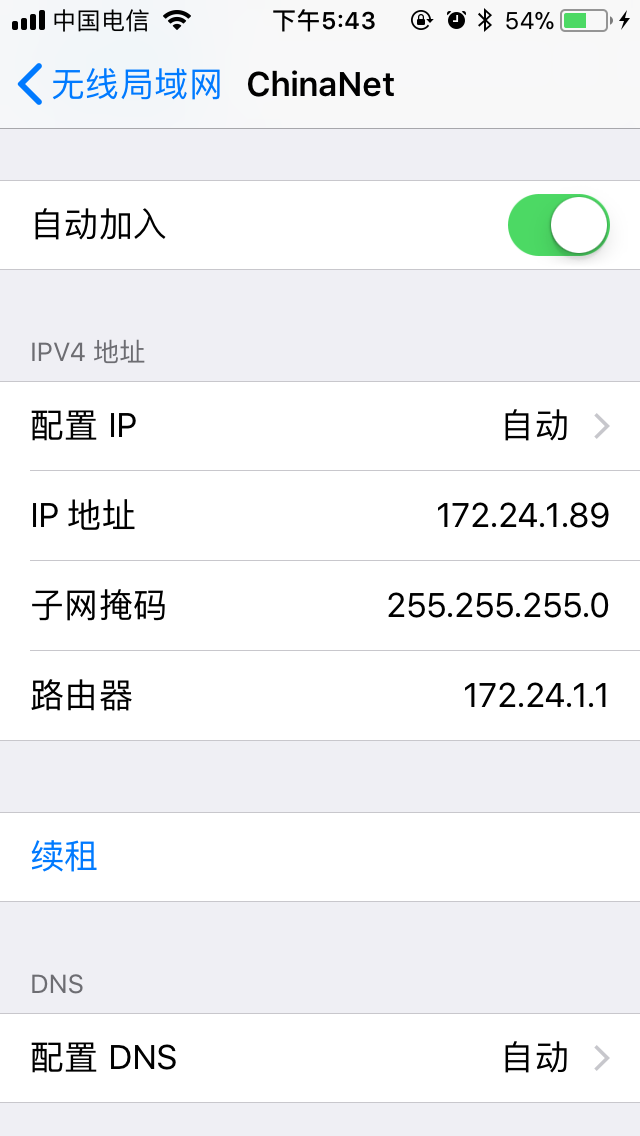 中国电信 下午5:43 54%
无线局域网 ChinaNet
自动加入
IPV4 地址
配置 IP 自动
IP 地址 172.24.1.89
子网掩码 255.255.255.0
路由器 172.24.1.1
续租
DNS
配置 DNS 自动